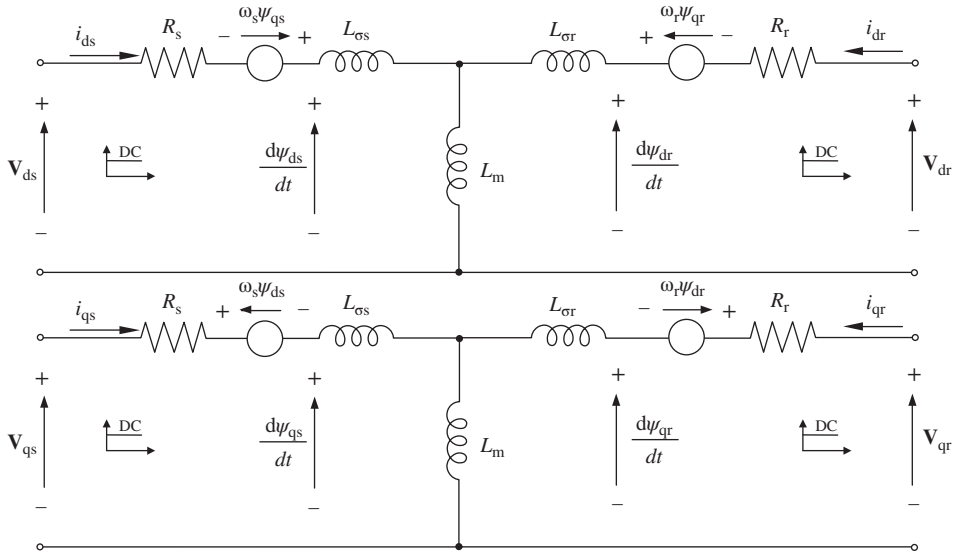 i_ds R_s − ω_sψ_qs + L_σs L_σr + ω_rψ_qr − R_r i_dr
+ + + +
V_ds DC dψ_ds/dt L_m dψ_dr/dt DC V_dr
− − − −
i_qs R_s + ω_sψ_ds − L_σs L_σr − ω_rψ_dr + R_r i_qr
+ + + +
V_qs DC dψ_qs/dt L_m dψ_qr/dt DC V_qr
− − − −